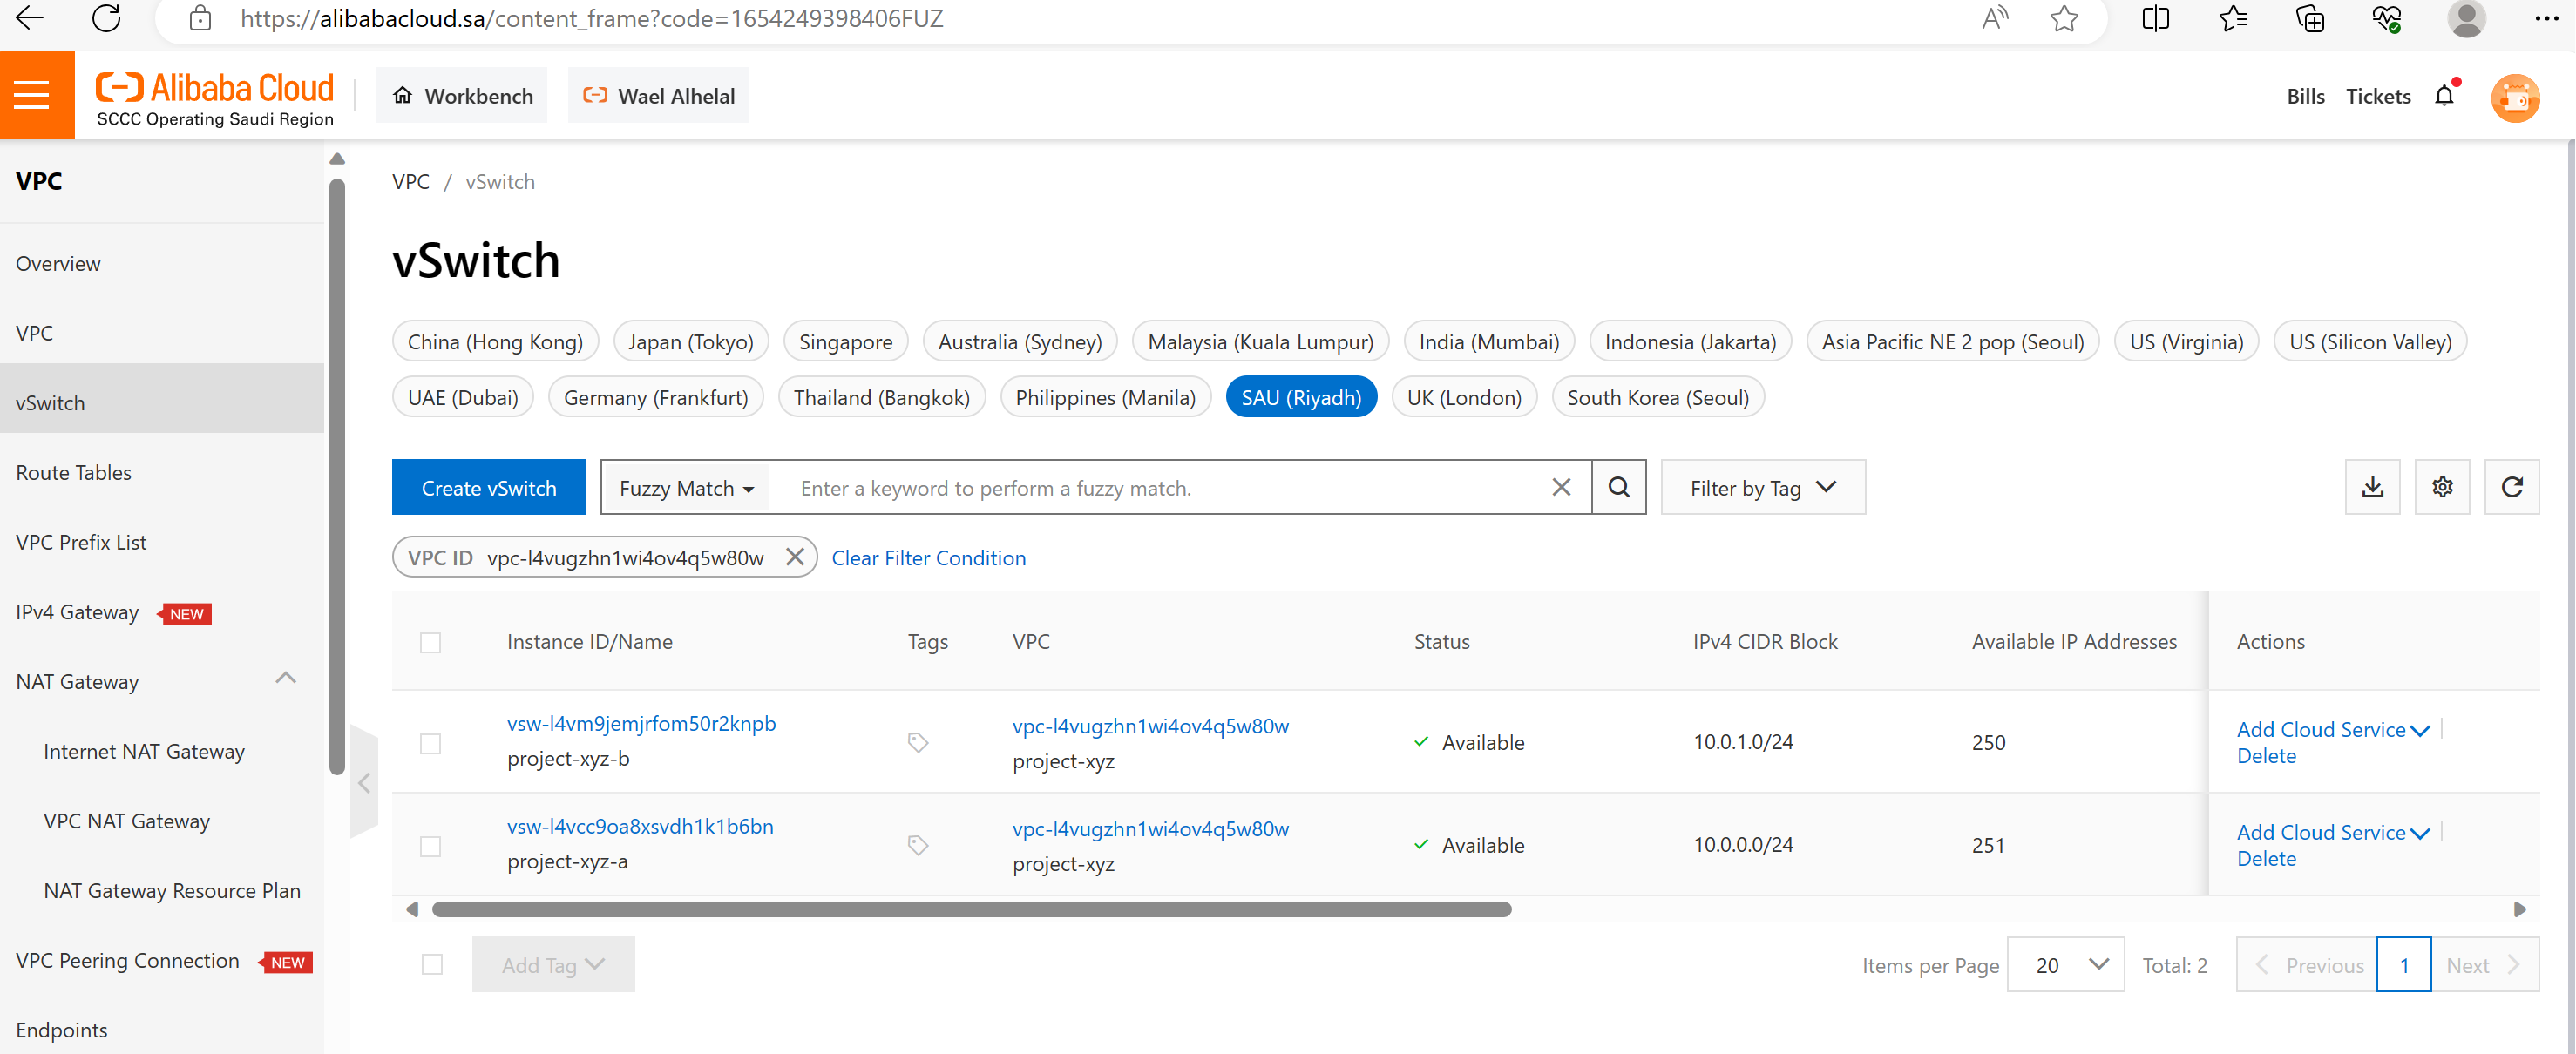 https://alibabacloud.sa/content_frame?code=1654249398406FUZ
Alibaba Cloud
SCCC Operating Saudi Region
Workbench
Wael Alhelal
Bills
Tickets
VPC
Overview
VPC
vSwitch
Route Tables
VPC Prefix List
IPv4 Gateway NEW
NAT Gateway
Internet NAT Gateway
VPC NAT Gateway
NAT Gateway Resource Plan
VPC Peering Connection NEW
Endpoints
VPC / vSwitch
vSwitch
China (Hong Kong) Japan (Tokyo) Singapore Australia (Sydney) Malaysia (Kuala Lumpur) India (Mumbai) Indonesia (Jakarta) Asia Pacific NE 2 pop (Seoul) US (Virginia) US (Silicon Valley)
UAE (Dubai) Germany (Frankfurt) Thailand (Bangkok) Philippines (Manila) SAU (Riyadh) UK (London) South Korea (Seoul)
Create vSwitch Fuzzy Match Enter a keyword to perform a fuzzy match. Filter by Tag
VPC ID vpc-l4vugzhn1wi4ov4q5w80w Clear Filter Condition
Instance ID/Name Tags VPC Status IPv4 CIDR Block Available IP Addresses Actions
vsw-l4vm9jemjrfom50r2knpb vpc-l4vugzhn1wi4ov4q5w80w Add Cloud Service
project-xyz-b project-xyz Available 10.0.1.0/24 250 Delete
vsw-l4vcc9oa8xsvdh1k1b6bn vpc-l4vugzhn1wi4ov4q5w80w Add Cloud Service
project-xyz-a project-xyz Available 10.0.0.0/24 251 Delete
Add Tag Items per Page 20 Total: 2 Previous 1 Next